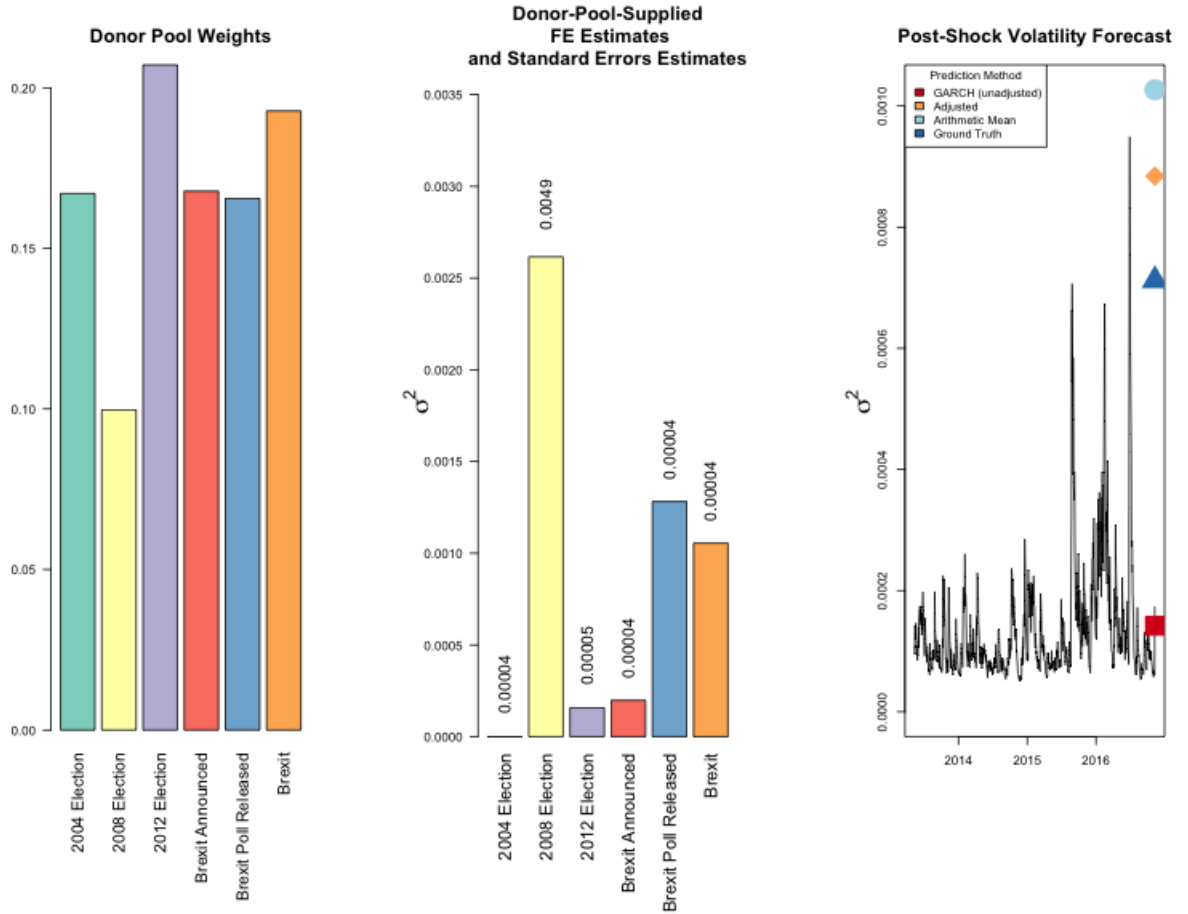 Donor Pool Weights
0.20
0.15
0.10
0.05
0.00
2004 Election
2008 Election
2012 Election
Brexit Announced
Brexit Poll Released
Brexit
Donor-Pool-Supplied
FE Estimates
and Standard Errors Estimates
σ²
0.0035
0.0030
0.0025
0.0020
0.0015
0.0010
0.0005
0.0000
0.00004
0.0049
0.00005
0.00004
0.00004
0.00004
2004 Election
2008 Election
2012 Election
Brexit Announced
Brexit Poll Released
Brexit
Post-Shock Volatility Forecast
Prediction Method
GARCH (unadjusted)
Adjusted
Arithmetic Mean
Ground Truth
σ²
0.0010
0.0008
0.0006
0.0004
0.0002
0.0000
2014
2015
2016